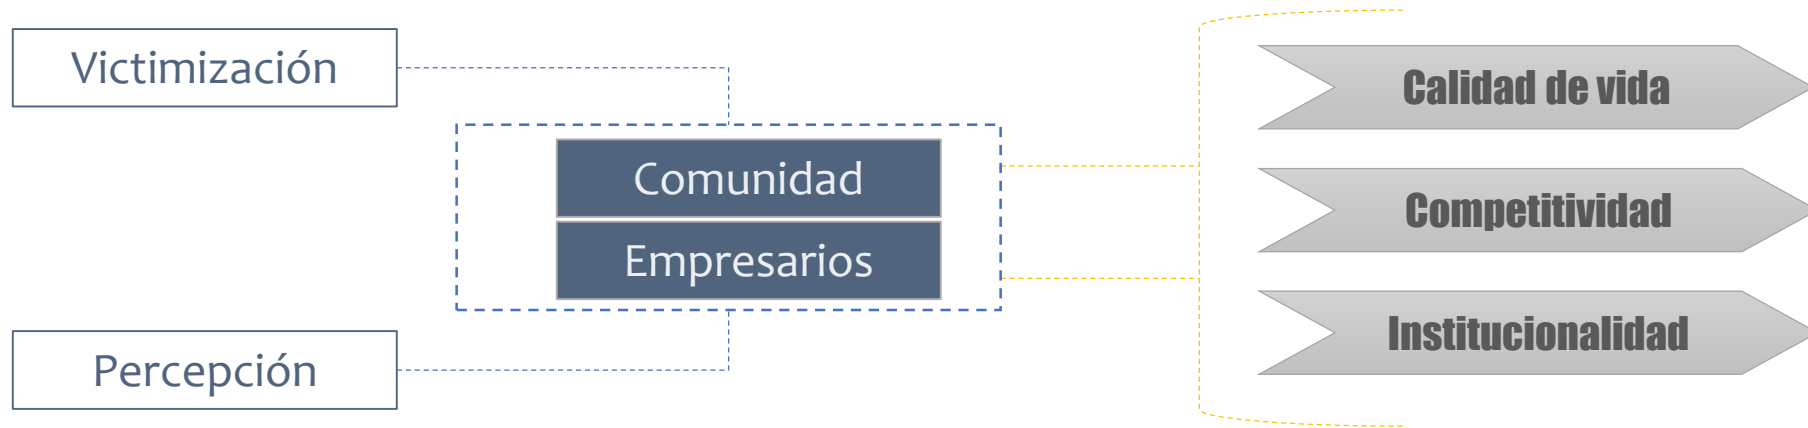 Victimización
Percepción
Comunidad
Empresarios
Calidad de vida
Competitividad
Institucionalidad